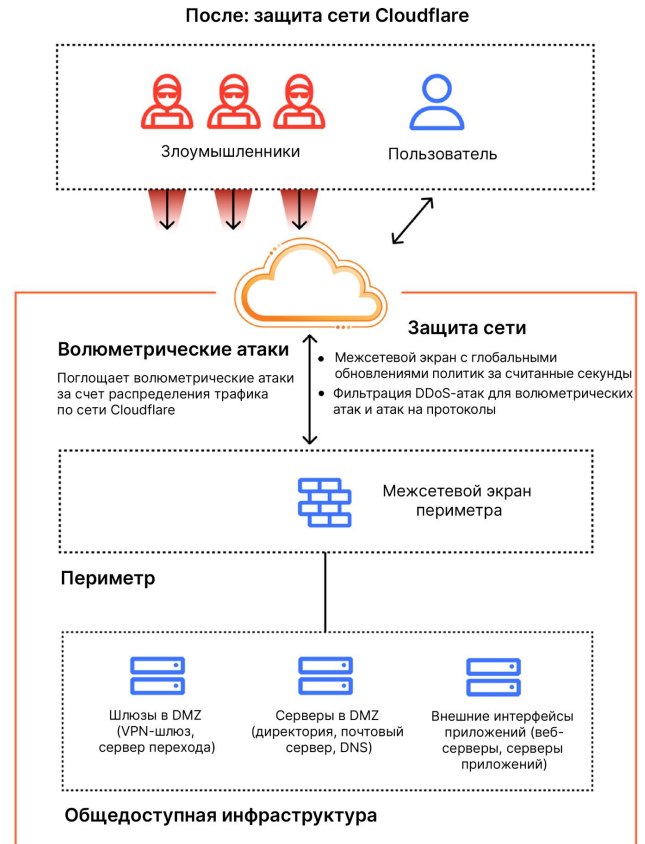 После: защита сети Cloudflare
Злоумышленники
Пользователь
Волюметрические атаки
Поглощает волюметрические атаки
за счет распределения трафика
по сети Cloudflare
Защита сети
• Межсетевой экран с глобальными
обновлениями политик за считанные секунды
• Фильтрация DDoS-атак для волюметрических
атак и атак на протоколы
Межсетевой экран
периметра
Периметр
Шлюзы в DMZ
(VPN-шлюз,
сервер перехода)
Серверы в DMZ
(директория, почтовый
сервер, DNS)
Внешние интерфейсы
приложений (веб-
серверы, серверы
приложений)
Общедоступная инфраструктура